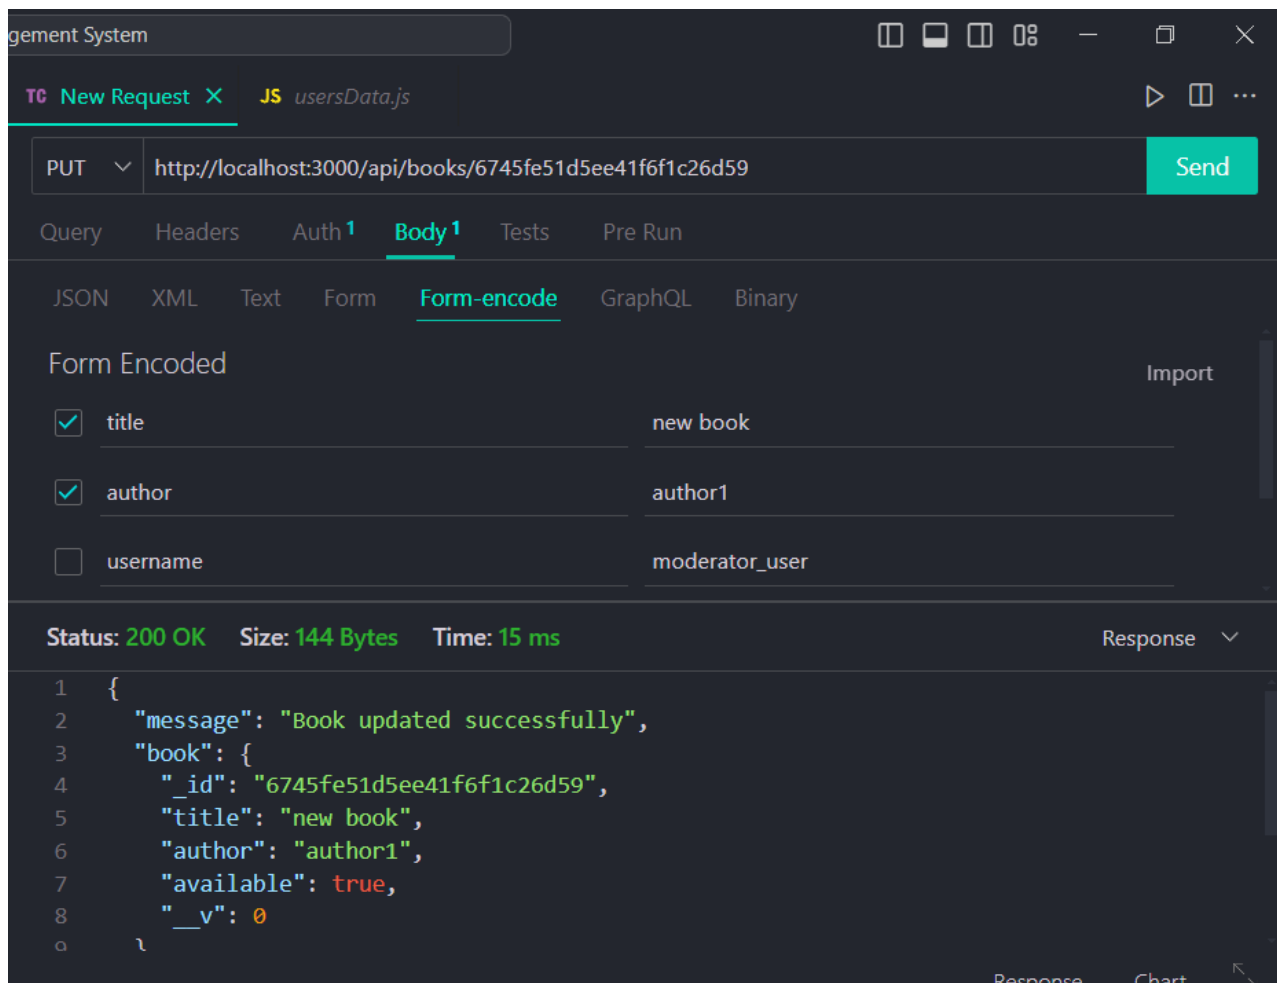 gement System
TC New Request JS usersData.js
PUT http://localhost:3000/api/books/6745fe51d5ee41f6f1c26d59 Send
Query Headers Auth 1 Body 1 Tests Pre Run
JSON XML Text Form Form-encode GraphQL Binary
Form Encoded
Import
title new book
author author1
username moderator_user
Status: 200 OK Size: 144 Bytes Time: 15 ms Response
1 {
2 "message": "Book updated successfully",
3 "book": {
4 "_id": "6745fe51d5ee41f6f1c26d59",
5 "title": "new book",
6 "author": "author1",
7 "available": true,
8 "__v": 0
9 }
Response Chart